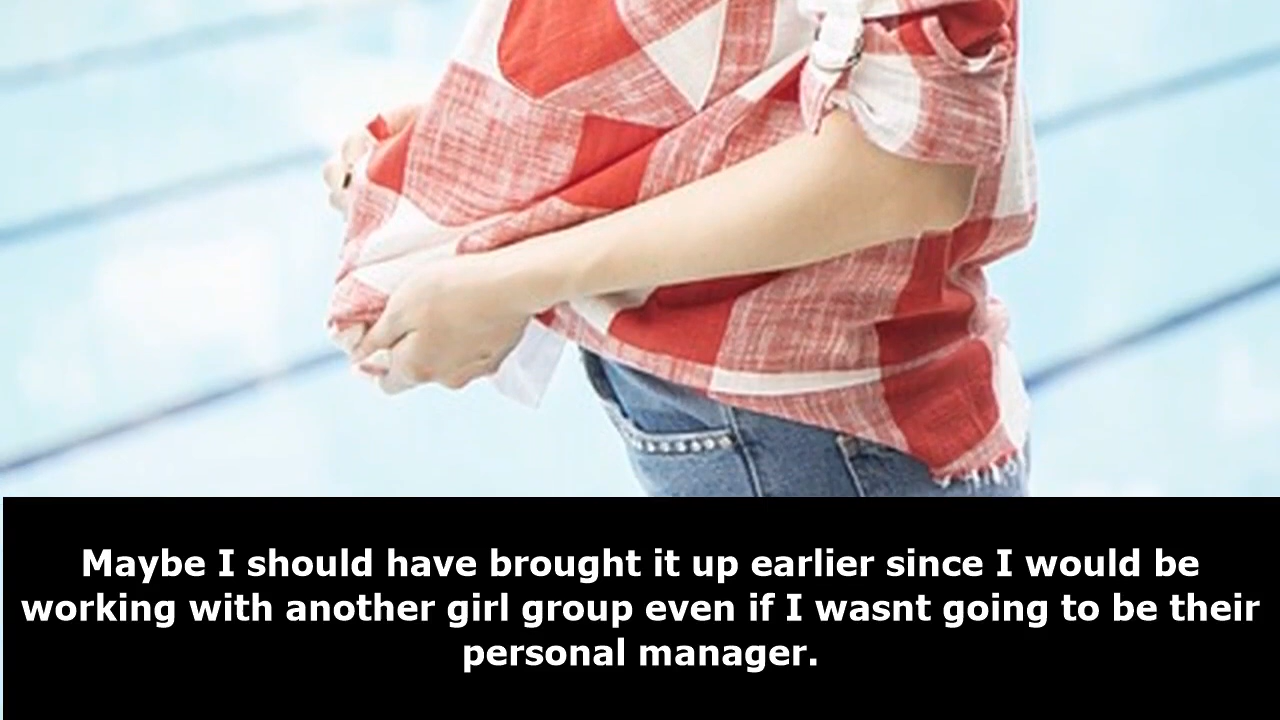 Maybe I should have brought it up earlier since I would be
working with another girl group even if I wasnt going to be their
personal manager.